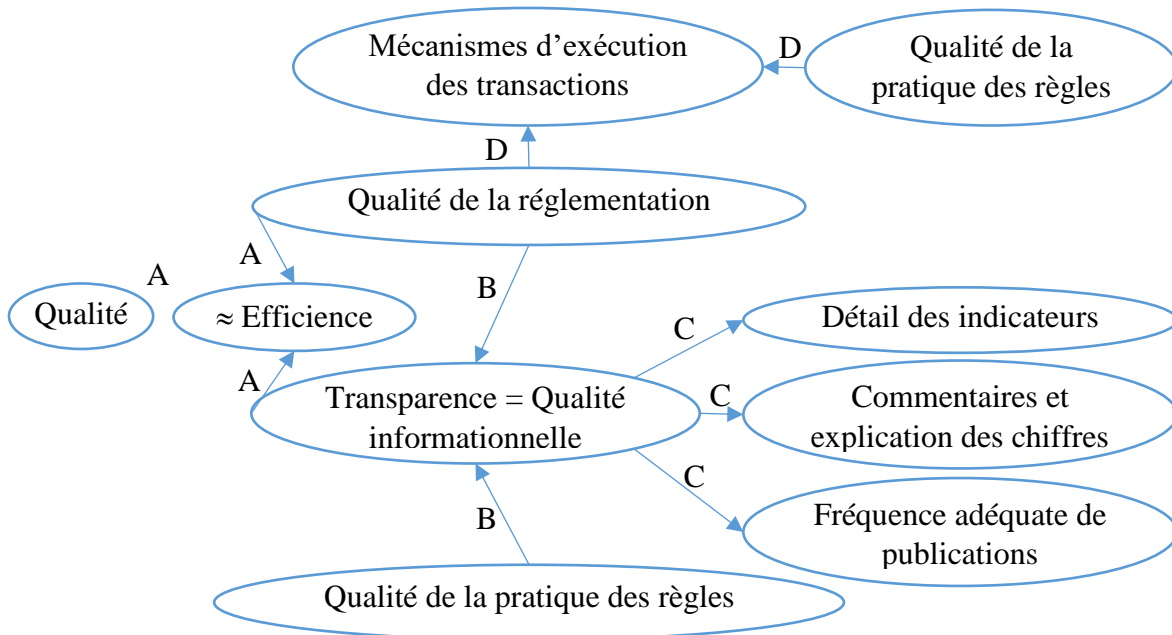 Mécanismes d’exécution
des transactions
D
Qualité de la
pratique des règles
D
Qualité de la réglementation
A
A
B
Qualité
≈ Efficience
Détail des indicateurs
C
A
Transparence = Qualité
informationnelle
C
Commentaires et
explication des chiffres
C
B
Fréquence adéquate de
publications
Qualité de la pratique des règles